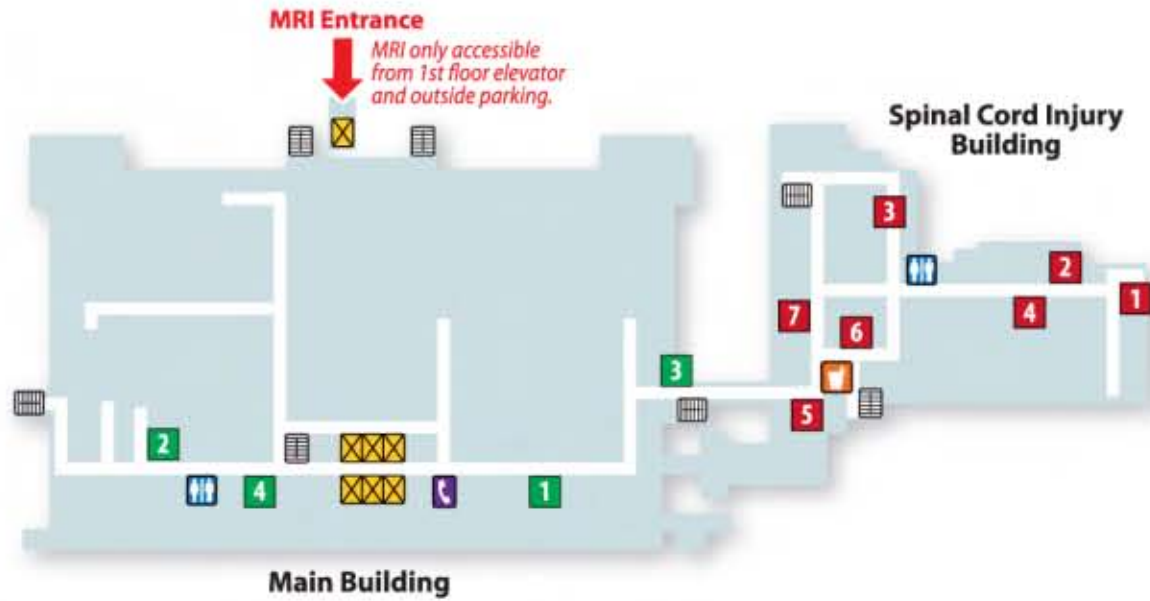 MRI Entrance
MRI only accessible
from 1st floor elevator
and outside parking.
Spinal Cord Injury
Building
3
2
1
7
6
4
3
5
2
4
1
Main Building